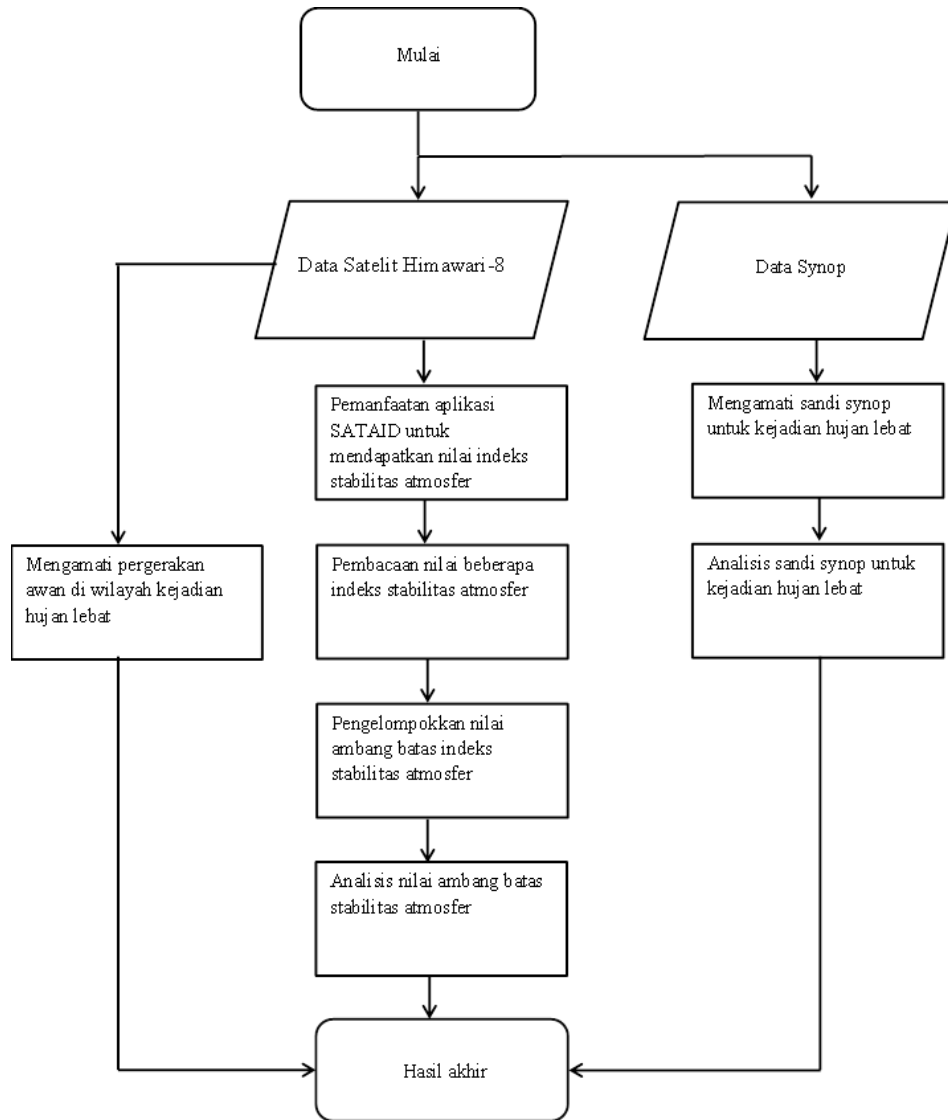 Mulai
Data Satelit Himawari-8
Data Synop
Pemanfaatan aplikasi
SATAID untuk
mendapatkan nilai indeks
stabilitas atmosfer
Mengamati sandi synop
untuk kejadian hujan lebat
Mengamati pergerakan
awan di wilayah kejadian
hujan lebat
Pembacaan nilai beberapa
indeks stabilitas atmosfer
Analisis sandi synop untuk
kejadian hujan lebat
Pengelompokkan nilai
ambang batas indeks
stabilitas atmosfer
Analisis nilai ambang batas
stabilitas atmosfer
Hasil akhir